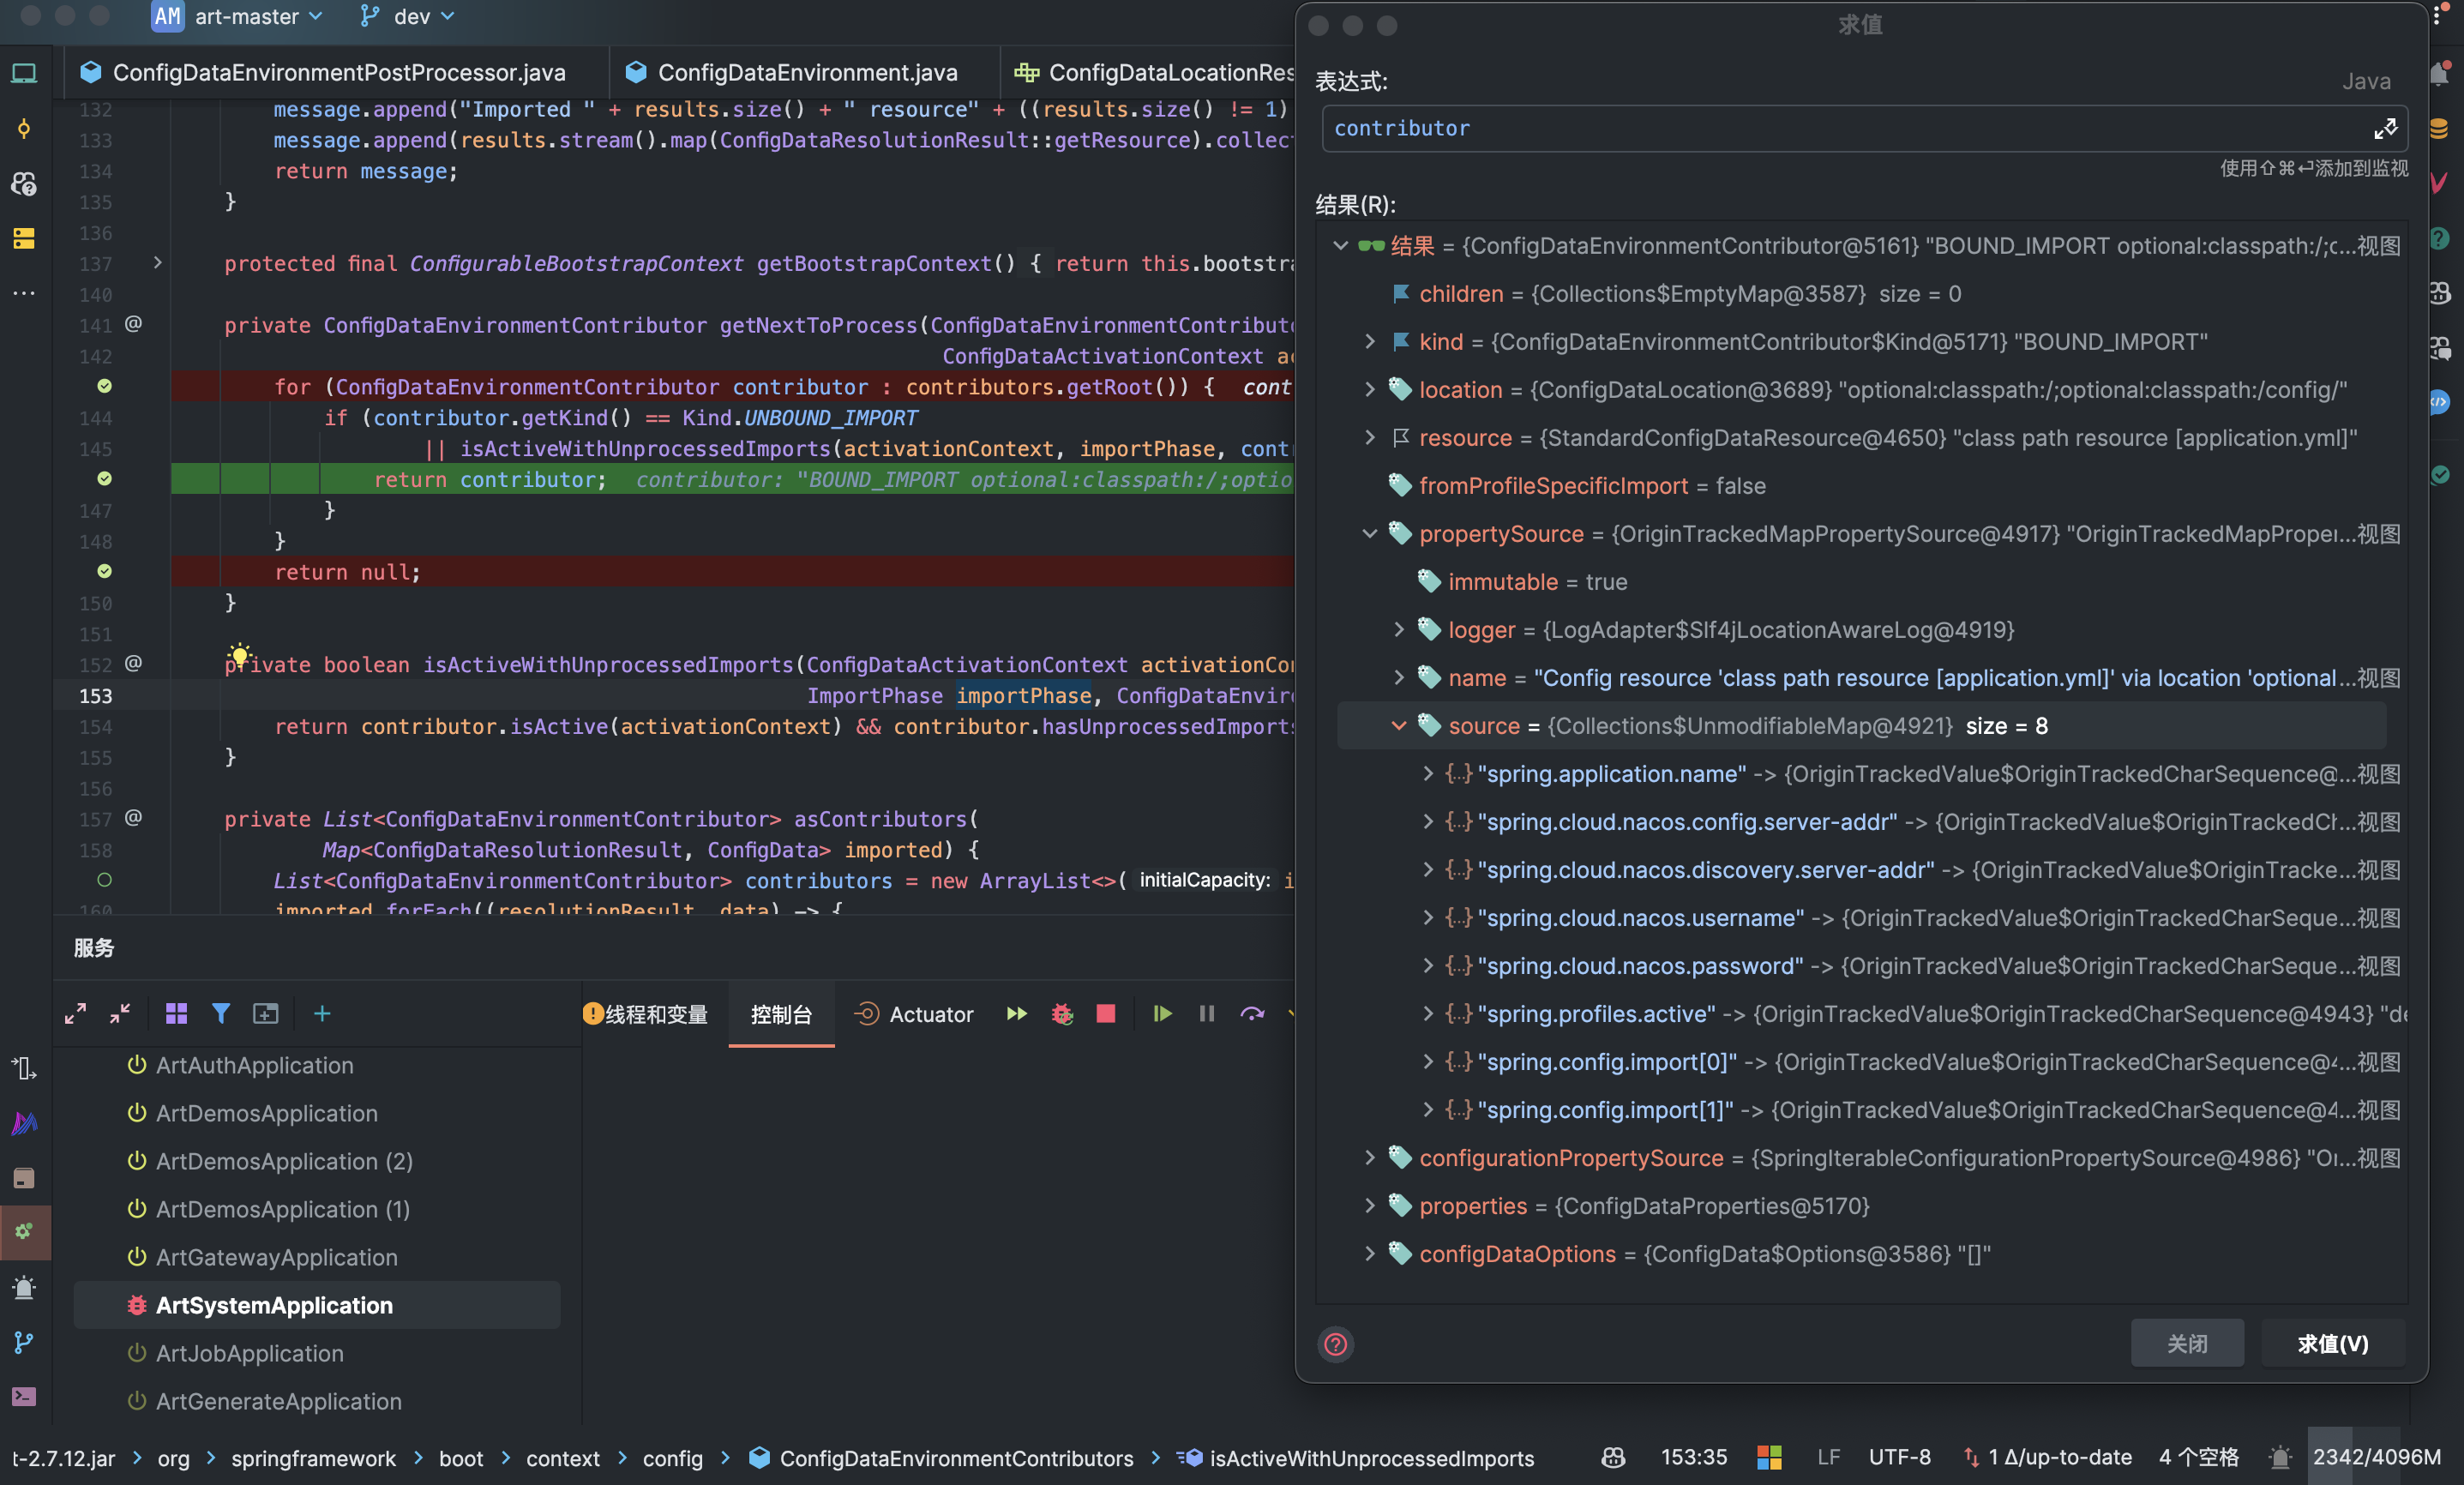 AM art-master dev
ConfigDataEnvironmentPostProcessor.java ConfigDataEnvironment.java ConfigDataLocationRes
132 message.append("Imported " + results.size() + " resource" + ((results.size() != 1)
133 message.append(results.stream().map(ConfigDataResolutionResult::getResource).collec
134 return message;
135 }
136
137 protected final ConfigurableBootstrapContext getBootstrapContext() { return this.bootstra
140
141 @ private ConfigDataEnvironmentContributor getNextToProcess(ConfigDataEnvironmentContribut
142 ConfigDataActivationContext ac
for (ConfigDataEnvironmentContributor contributor : contributors.getRoot()) { cont
144 if (contributor.getKind() == Kind.UNBOUND_IMPORT
145 || isActiveWithUnprocessedImports(activationContext, importPhase, cont
return contributor; contributor: "BOUND_IMPORT optional:classpath:/;optio
147 }
148 }
return null;
150 }
151
152 @ private boolean isActiveWithUnprocessedImports(ConfigDataActivationContext activationCon
153 ImportPhase importPhase, ConfigDataEnviro
154 return contributor.isActive(activationContext) && contributor.hasUnprocessedImports
155 }
156
157 @ private List<ConfigDataEnvironmentContributor> asContributors(
158 Map<ConfigDataResolutionResult, ConfigData> imported) {
List<ConfigDataEnvironmentContributor> contributors = new ArrayList<>( initialCapacity: i
160 imported.forEach((resolutionResult, data) -> {
服务
线程和变量 控制台 Actuator
ArtAuthApplication
ArtDemosApplication
ArtDemosApplication (2)
ArtDemosApplication (1)
ArtGatewayApplication
ArtSystemApplication
ArtJobApplication
ArtGenerateApplication
求值
表达式: Java
contributor
使用⇧⌘⏎添加到监视
结果(R):
结果 = {ConfigDataEnvironmentContributor@5161} "BOUND_IMPORT optional:classpath:/;c...视图
children = {Collections$EmptyMap@3587} size = 0
kind = {ConfigDataEnvironmentContributor$Kind@5171} "BOUND_IMPORT"
location = {ConfigDataLocation@3689} "optional:classpath:/;optional:classpath:/config/"
resource = {StandardConfigDataResource@4650} "class path resource [application.yml]"
fromProfileSpecificImport = false
propertySource = {OriginTrackedMapPropertySource@4917} "OriginTrackedMapProper...视图
immutable = true
logger = {LogAdapter$Slf4jLocationAwareLog@4919}
name = "Config resource 'class path resource [application.yml]' via location 'optional...视图
source = {Collections$UnmodifiableMap@4921} size = 8
{...} "spring.application.name" -> {OriginTrackedValue$OriginTrackedCharSequence@...视图
{...} "spring.cloud.nacos.config.server-addr" -> {OriginTrackedValue$OriginTrackedCh...视图
{...} "spring.cloud.nacos.discovery.server-addr" -> {OriginTrackedValue$OriginTracke...视图
{...} "spring.cloud.nacos.username" -> {OriginTrackedValue$OriginTrackedCharSeque...视图
{...} "spring.cloud.nacos.password" -> {OriginTrackedValue$OriginTrackedCharSeque...视图
{...} "spring.profiles.active" -> {OriginTrackedValue$OriginTrackedCharSequence@4943} "de
{...} "spring.config.import[0]" -> {OriginTrackedValue$OriginTrackedCharSequence@4...视图
{...} "spring.config.import[1]" -> {OriginTrackedValue$OriginTrackedCharSequence@4...视图
configurationPropertySource = {SpringIterableConfigurationPropertySource@4986} "Or...视图
properties = {ConfigDataProperties@5170}
configDataOptions = {ConfigData$Options@3586} "[]"
关闭 求值(V)
t-2.7.12.jar > org > springframework > boot > context > config > ConfigDataEnvironmentContributors > isActiveWithUnprocessedImports 153:35 LF UTF-8 1 Δ/up-to-date 4 个空格 2342/4096M